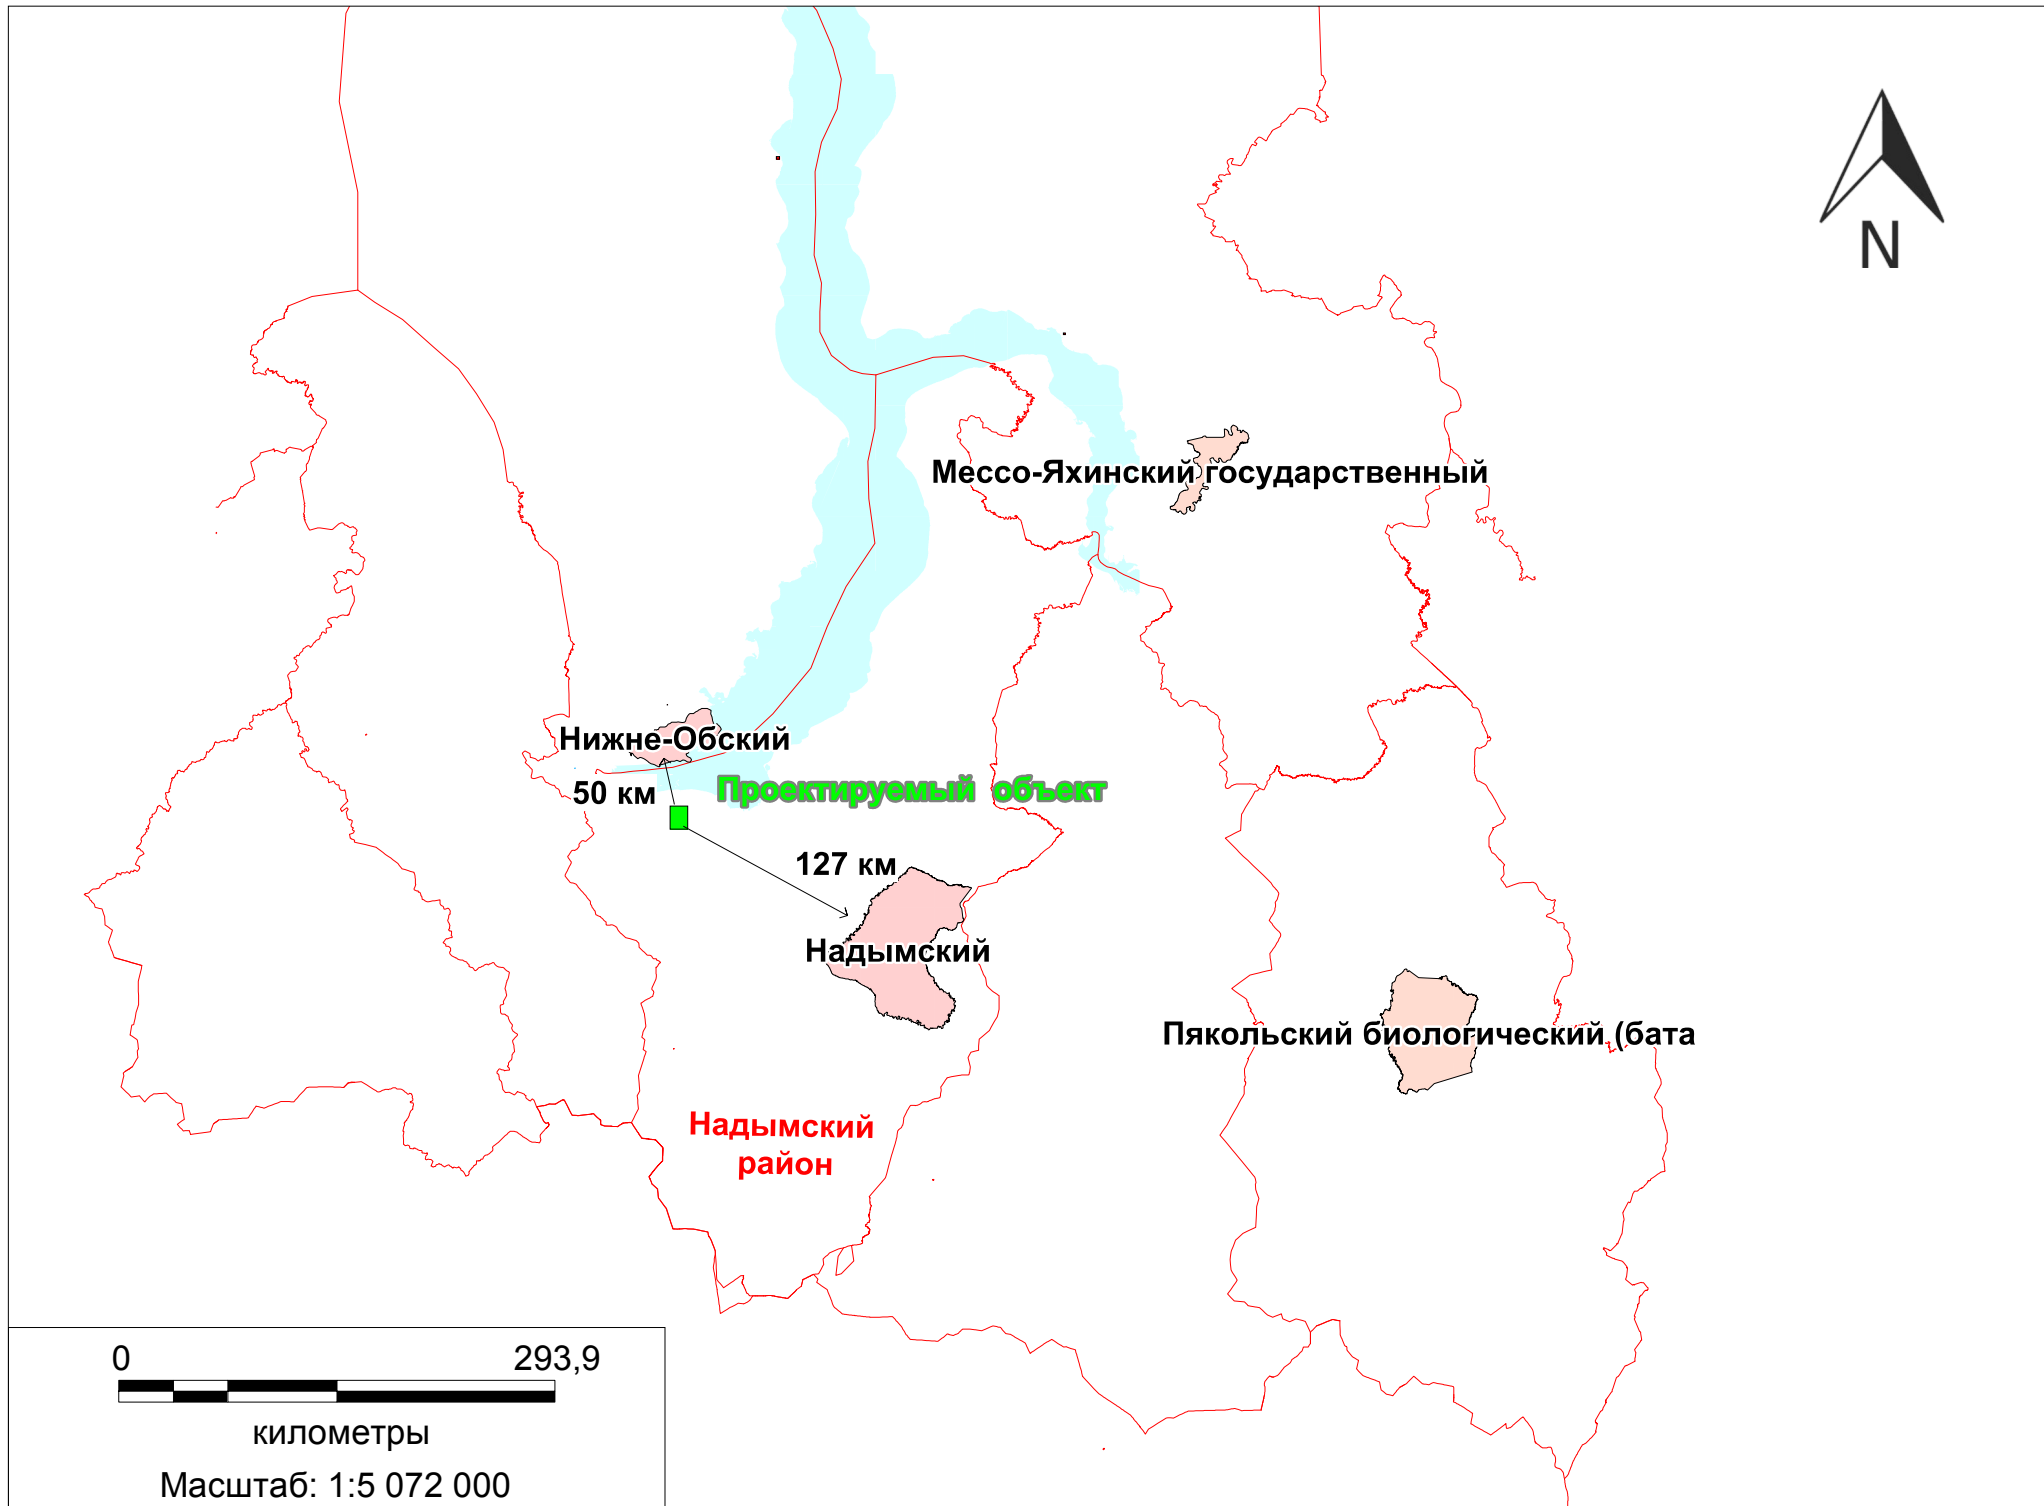 N
Мессо-Яхинский государственный
Нижне-Обский
50 км
Проектируемый объект
127 км
Надымский
Пякольский биологический (бата
Надымский
район
0
293,9
километры
Масштаб: 1:5 072 000